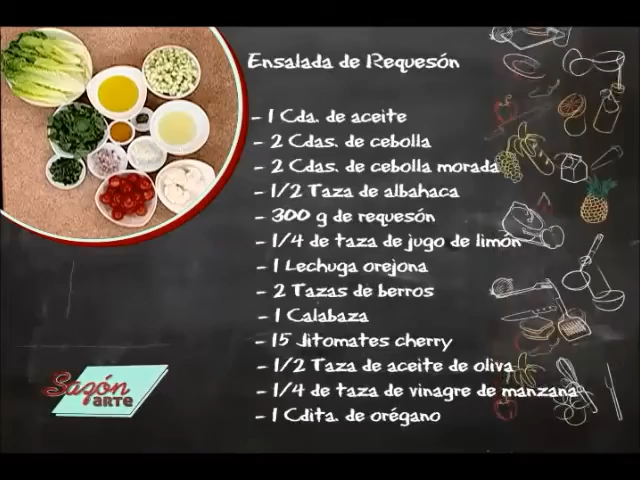 Ensalada de Requesón
- 1 Cda. de aceite
- 2 Cdas. de cebolla
- 2 Cdas. de cebolla morada
- 1/2 Taza de albahaca
- 300 g de requesón
- 1/4 de taza de jugo de limón
- 1 Lechuga orejona
- 2 Tazas de berros
- 1 Calabaza
- 15 Jitomates cherry
- 1/2 Taza de aceite de oliva
- 1/4 de taza de vinagre de manzana
- 1 Cdita. de orégano
Sazón
ARTE